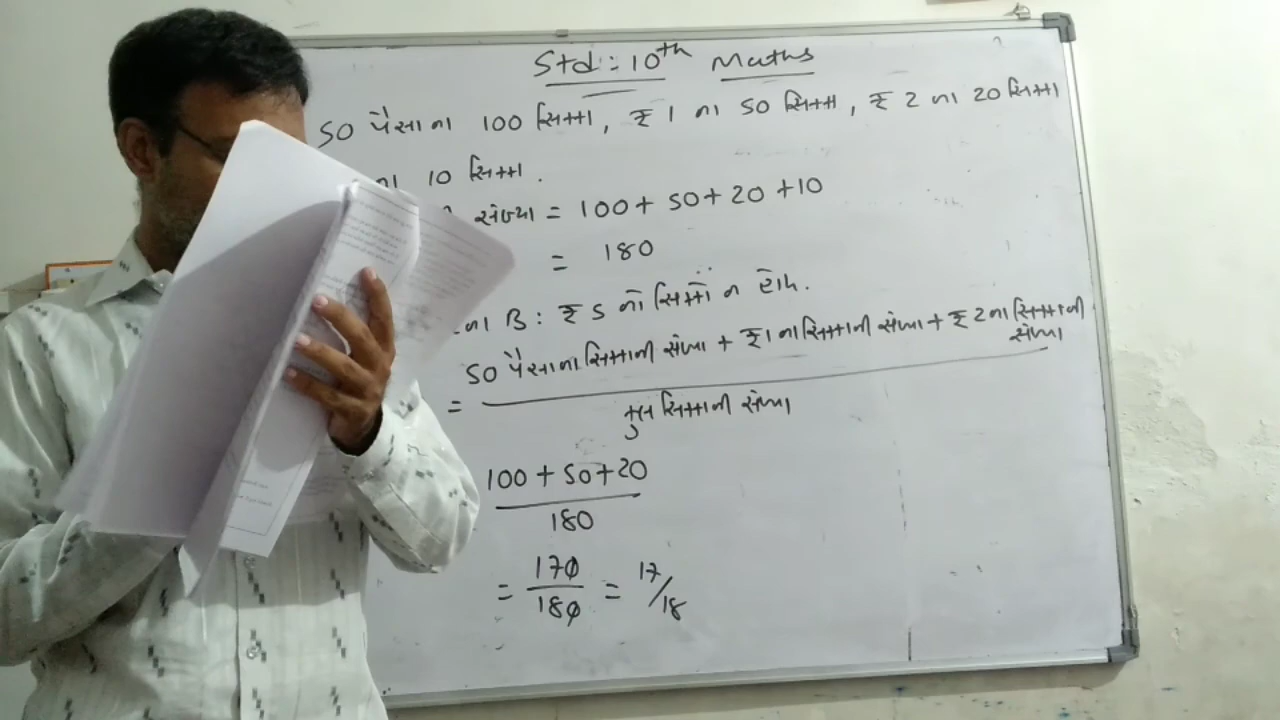 Std : 10th Maths
50 પૈસાના 100 સિક્કા, ₹ 1 ના 50 સિક્કા, ₹ 2 ના 20 સિક્કા
ના 10 સિક્કા.
સંખ્યા = 100 + 50 + 20 + 10
= 180
ના B : ₹ 5 નો સિક્કો ન હોય.
50 પૈસાના સિક્કાની સંખ્યા + ₹1 ના સિક્કાની સંખ્યા + ₹ 2 ના સિક્કાની સંખ્યા
=
કુલ સિક્કાની સંખ્યા
100 + 50 + 20
180
= 170 = 17/18
180